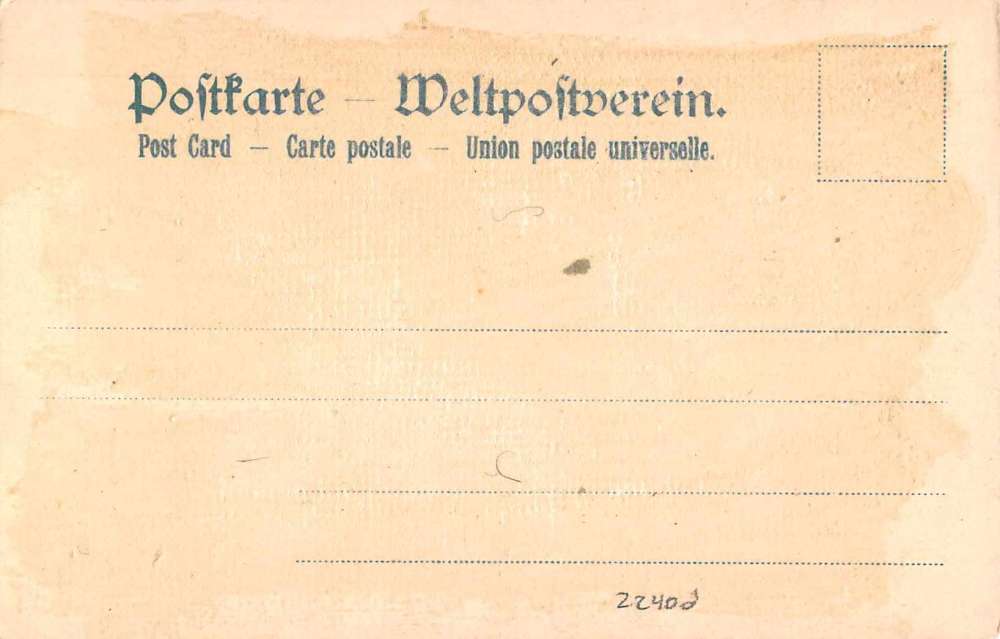 Postkarte — Weltpostverein.
Post Card — Carte postale — Union postale universelle.
22400